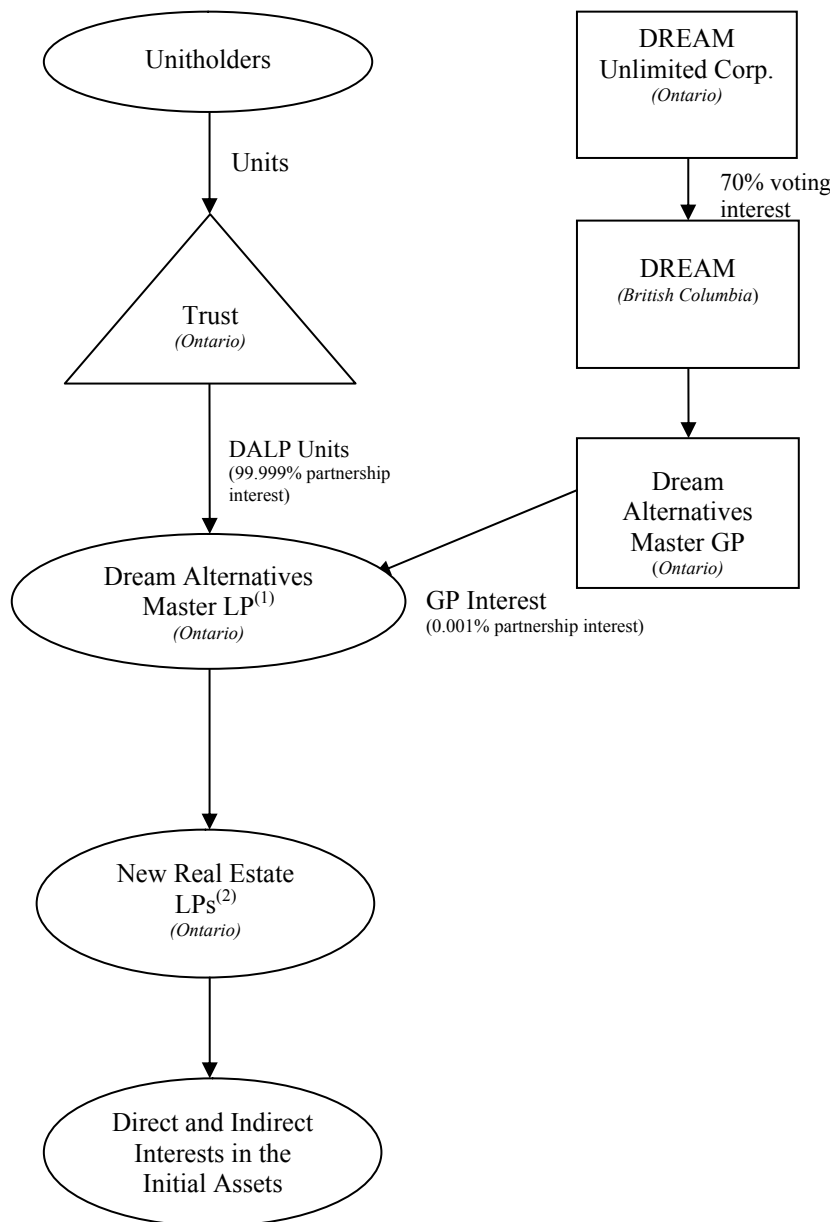 Unitholders
DREAM
Unlimited Corp.
(Ontario)
Units
70% voting
interest
DREAM
(British Columbia)
Trust
(Ontario)
DALP Units
(99.999% partnership
interest)
Dream
Alternatives
Master GP
(Ontario)
Dream Alternatives
Master LP(1)
(Ontario)
GP Interest
(0.001% partnership interest)
New Real Estate
LPs(2)
(Ontario)
Direct and Indirect
Interests in the
Initial Assets